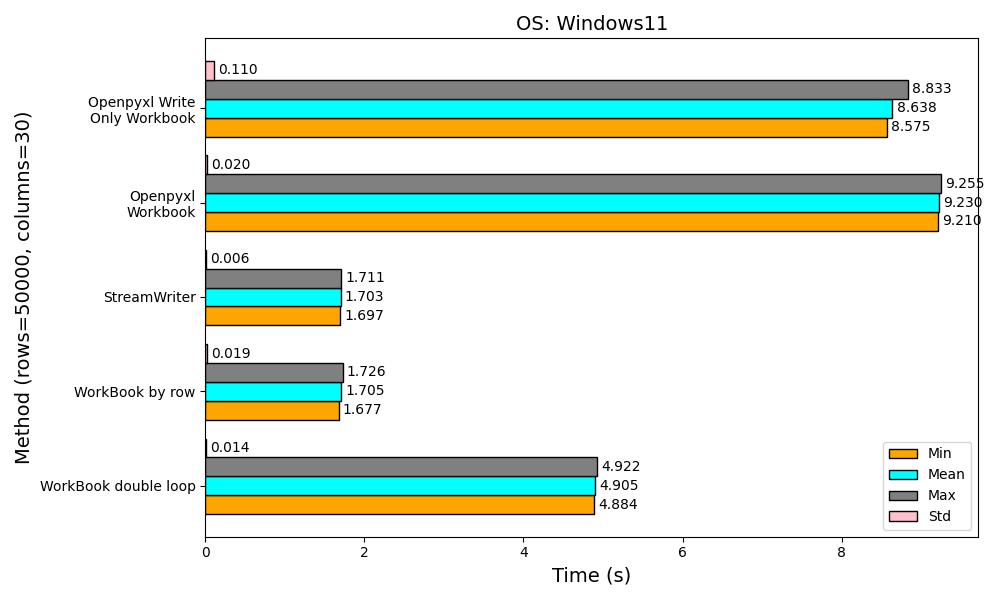 OS: Windows11
Method (rows=50000, columns=30)
Openpyxl Write
Only Workbook
0.110
8.833
8.638
8.575
Openpyxl
Workbook
0.020
9.255
9.230
9.210
StreamWriter
0.006
1.711
1.703
1.697
WorkBook by row
0.019
1.726
1.705
1.677
WorkBook double loop
0.014
4.922
4.905
4.884
Min
Mean
Max
Std
0 2 4 6 8
Time (s)